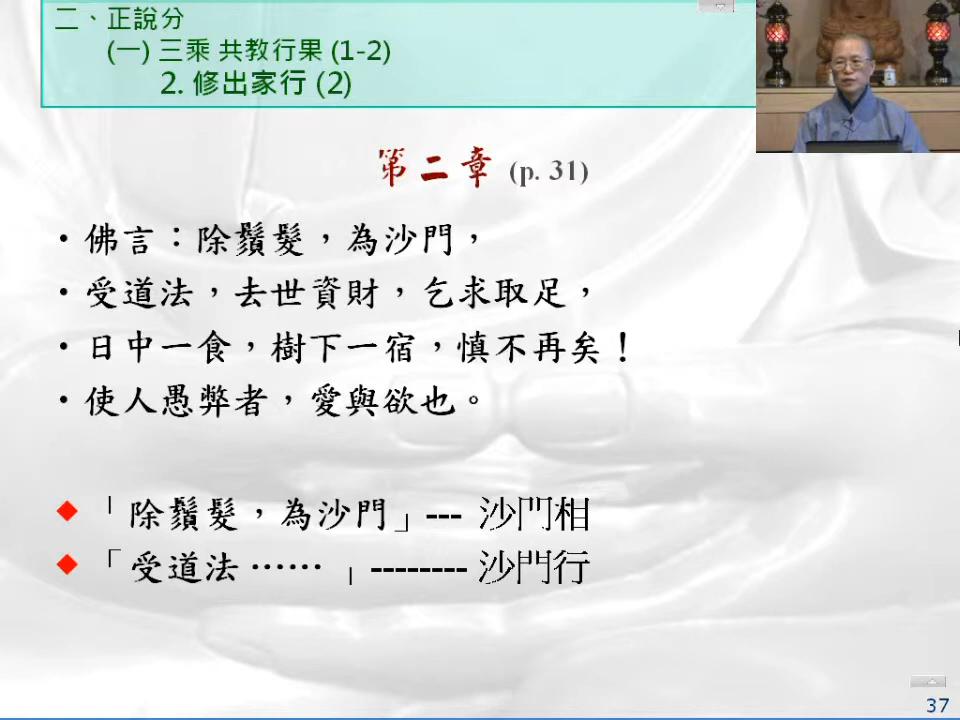 二、正說分
(一) 三乘 共教行果 (1-2)
2. 修出家行 (2)
第二章 (p. 31)
• 佛言：除鬚髮，為沙門，
• 受道法，去世資財，乞求取足，
• 日中一食，樹下一宿，慎不再矣！
• 使人愚弊者，愛與欲也。
◆ 「除鬚髮，為沙門」--- 沙門相
◆ 「受道法 ⋯⋯ 」-------- 沙門行
37